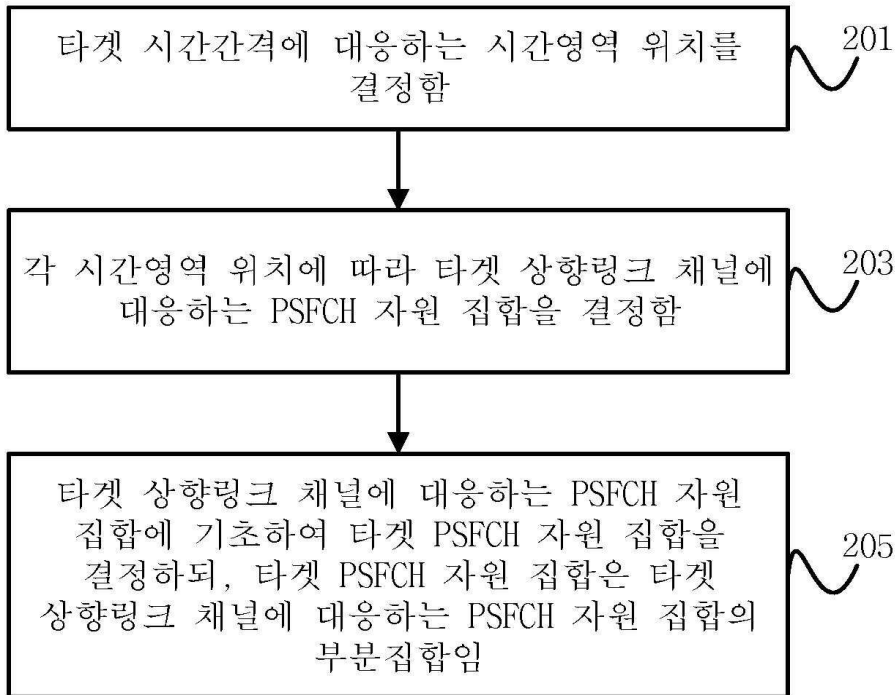 타겟 시간간격에 대응하는 시간영역 위치를
결정함
201
각 시간영역 위치에 따라 타겟 상향링크 채널에
대응하는 PSFCH 자원 집합을 결정함
203
타겟 상향링크 채널에 대응하는 PSFCH 자원
집합에 기초하여 타겟 PSFCH 자원 집합을
결정하되, 타겟 PSFCH 자원 집합은 타겟
상향링크 채널에 대응하는 PSFCH 자원 집합의
부분집합임
205